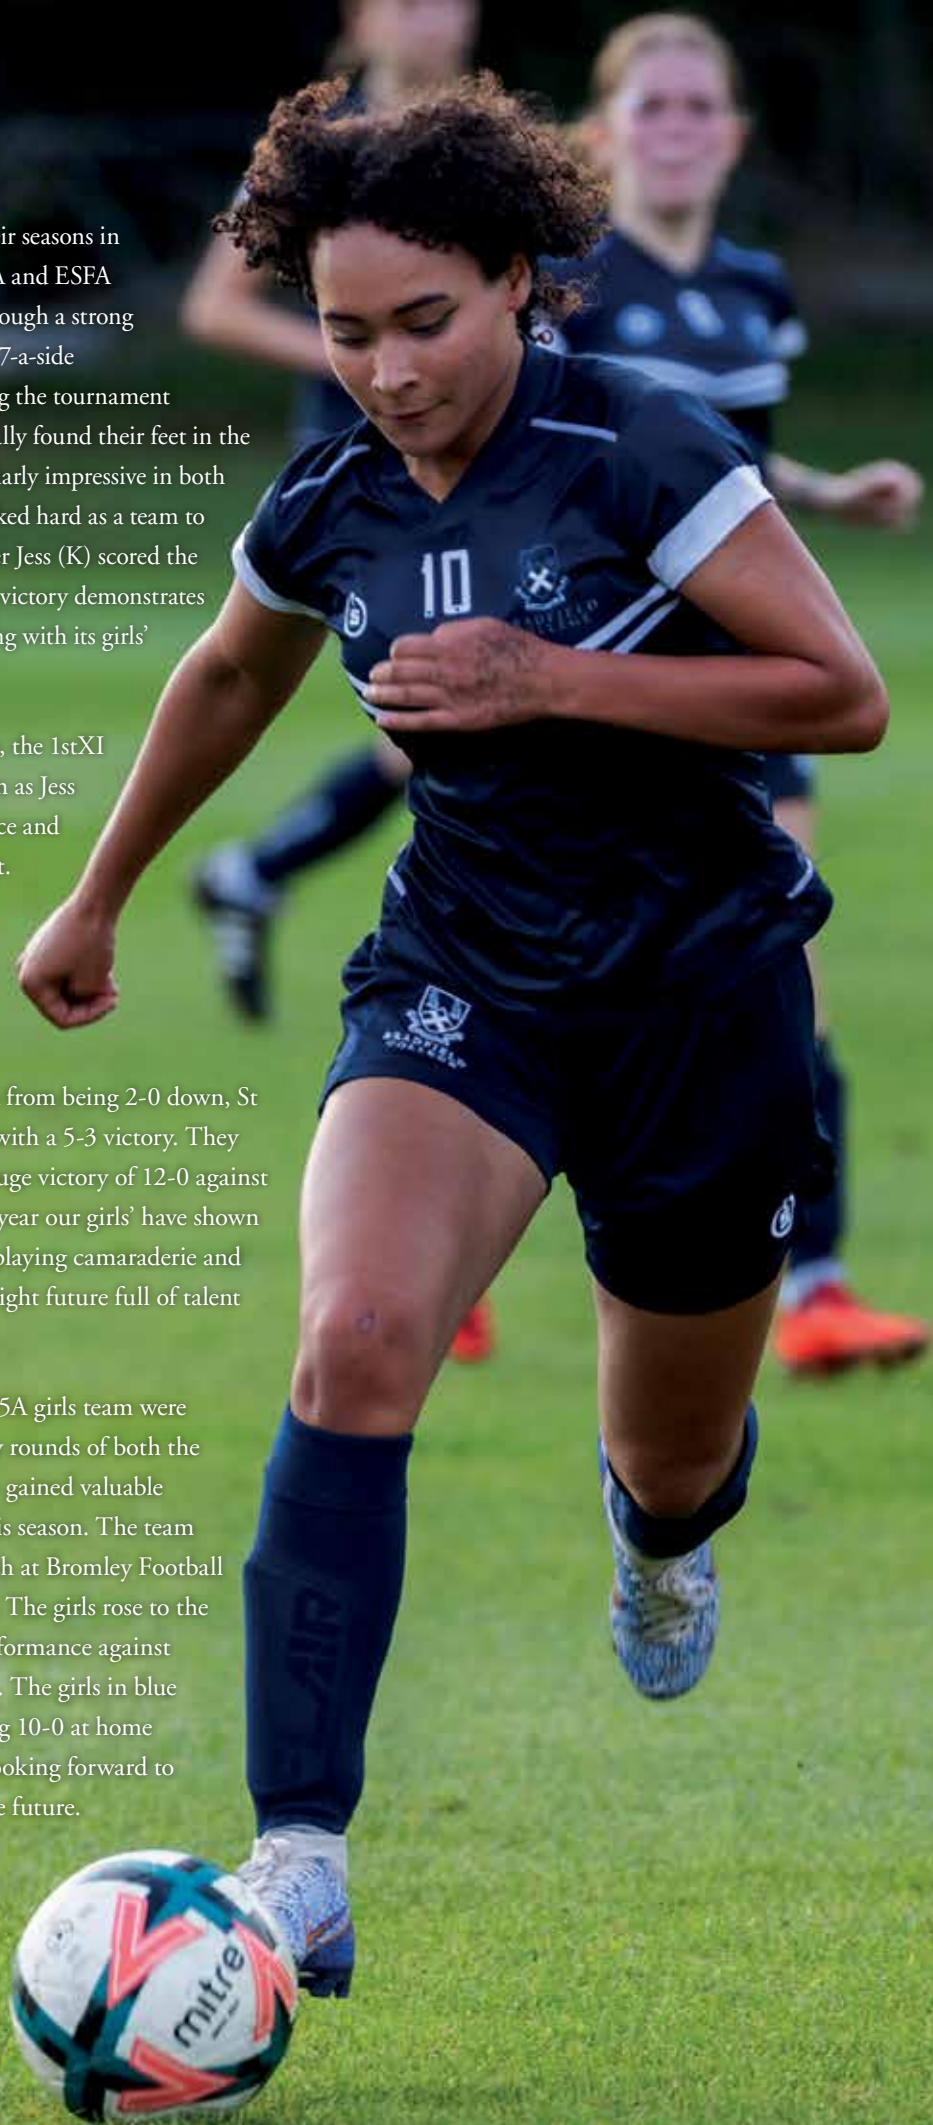 ir seasons in
A and ESFA
ough a strong
7-a-side
g the tournament
lly found their feet in the
larly impressive in both
ked hard as a team to
er Jess (K) scored the
victory demonstrates
ng with its girls’
, the 1stXI
h as Jess
ce and
t.
from being 2-0 down, St
with a 5-3 victory. They
uge victory of 12-0 against
year our girls’ have shown
playing camaraderie and
ight future full of talent
5A girls team were
y rounds of both the
gained valuable
is season. The team
h at Bromley Football
The girls rose to the
formance against
. The girls in blue
g 10-0 at home
ooking forward to
e future.
10
BRADFIELD
COLLEGE
mitre